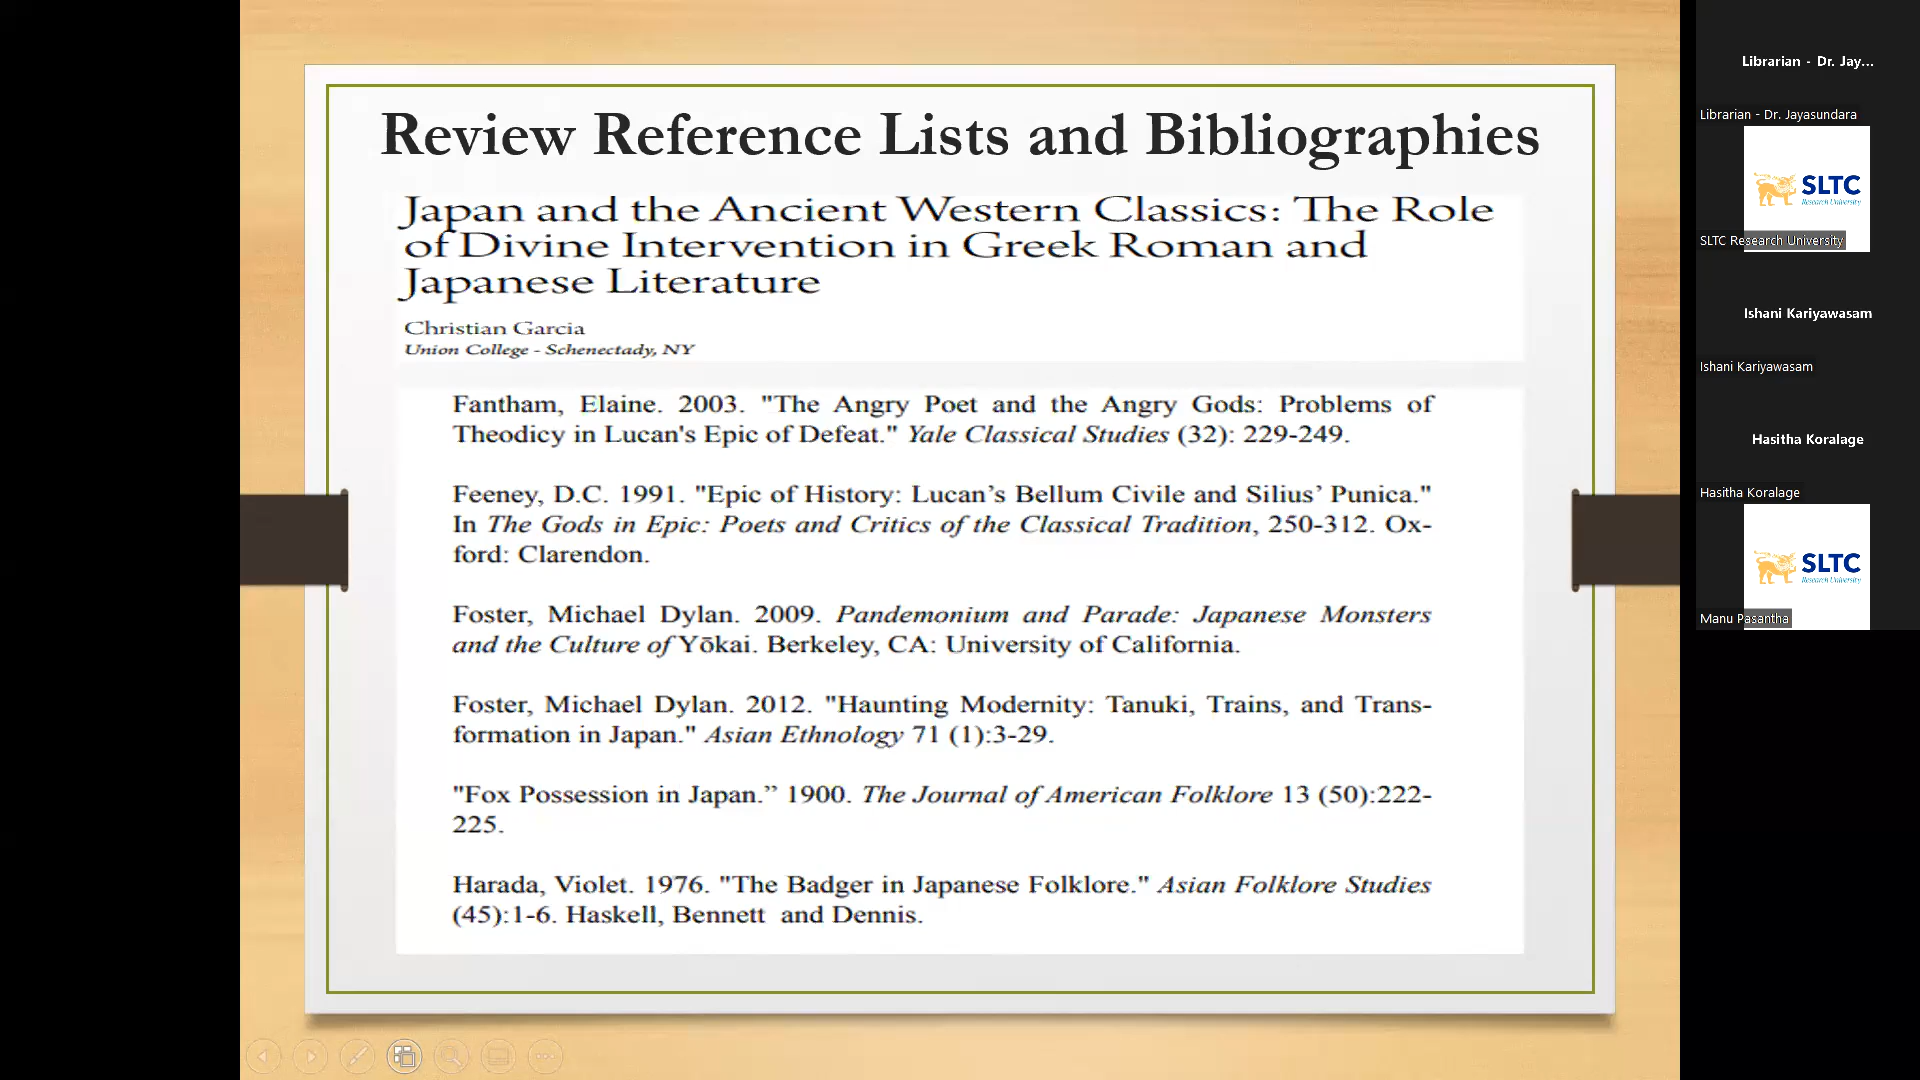 Review Reference Lists and Bibliographies
Japan and the Ancient Western Classics: The Role
of Divine Intervention in Greek Roman and
Japanese Literature
Christian Garcia
Union College - Schenectady, NY
Fantham, Elaine. 2003. "The Angry Poet and the Angry Gods: Problems of
Theodicy in Lucan's Epic of Defeat." Yale Classical Studies (32): 229-249.
Feeney, D.C. 1991. "Epic of History: Lucan’s Bellum Civile and Silius’ Punica."
In The Gods in Epic: Poets and Critics of the Classical Tradition, 250-312. Ox-
ford: Clarendon.
Foster, Michael Dylan. 2009. Pandemonium and Parade: Japanese Monsters
and the Culture of Yōkai. Berkeley, CA: University of California.
Foster, Michael Dylan. 2012. "Haunting Modernity: Tanuki, Trains, and Trans-
formation in Japan." Asian Ethnology 71 (1):3-29.
"Fox Possession in Japan.” 1900. The Journal of American Folklore 13 (50):222-
225.
Harada, Violet. 1976. "The Badger in Japanese Folklore." Asian Folklore Studies
(45):1-6. Haskell, Bennett and Dennis.
Librarian - Dr. Jay...
Librarian - Dr. Jayasundara
SLTC
Research University
SLTC Research University
Ishani Kariyawasam
Ishani Kariyawasam
Hasitha Koralage
Hasitha Koralage
SLTC
Research University
Manu Pasantha